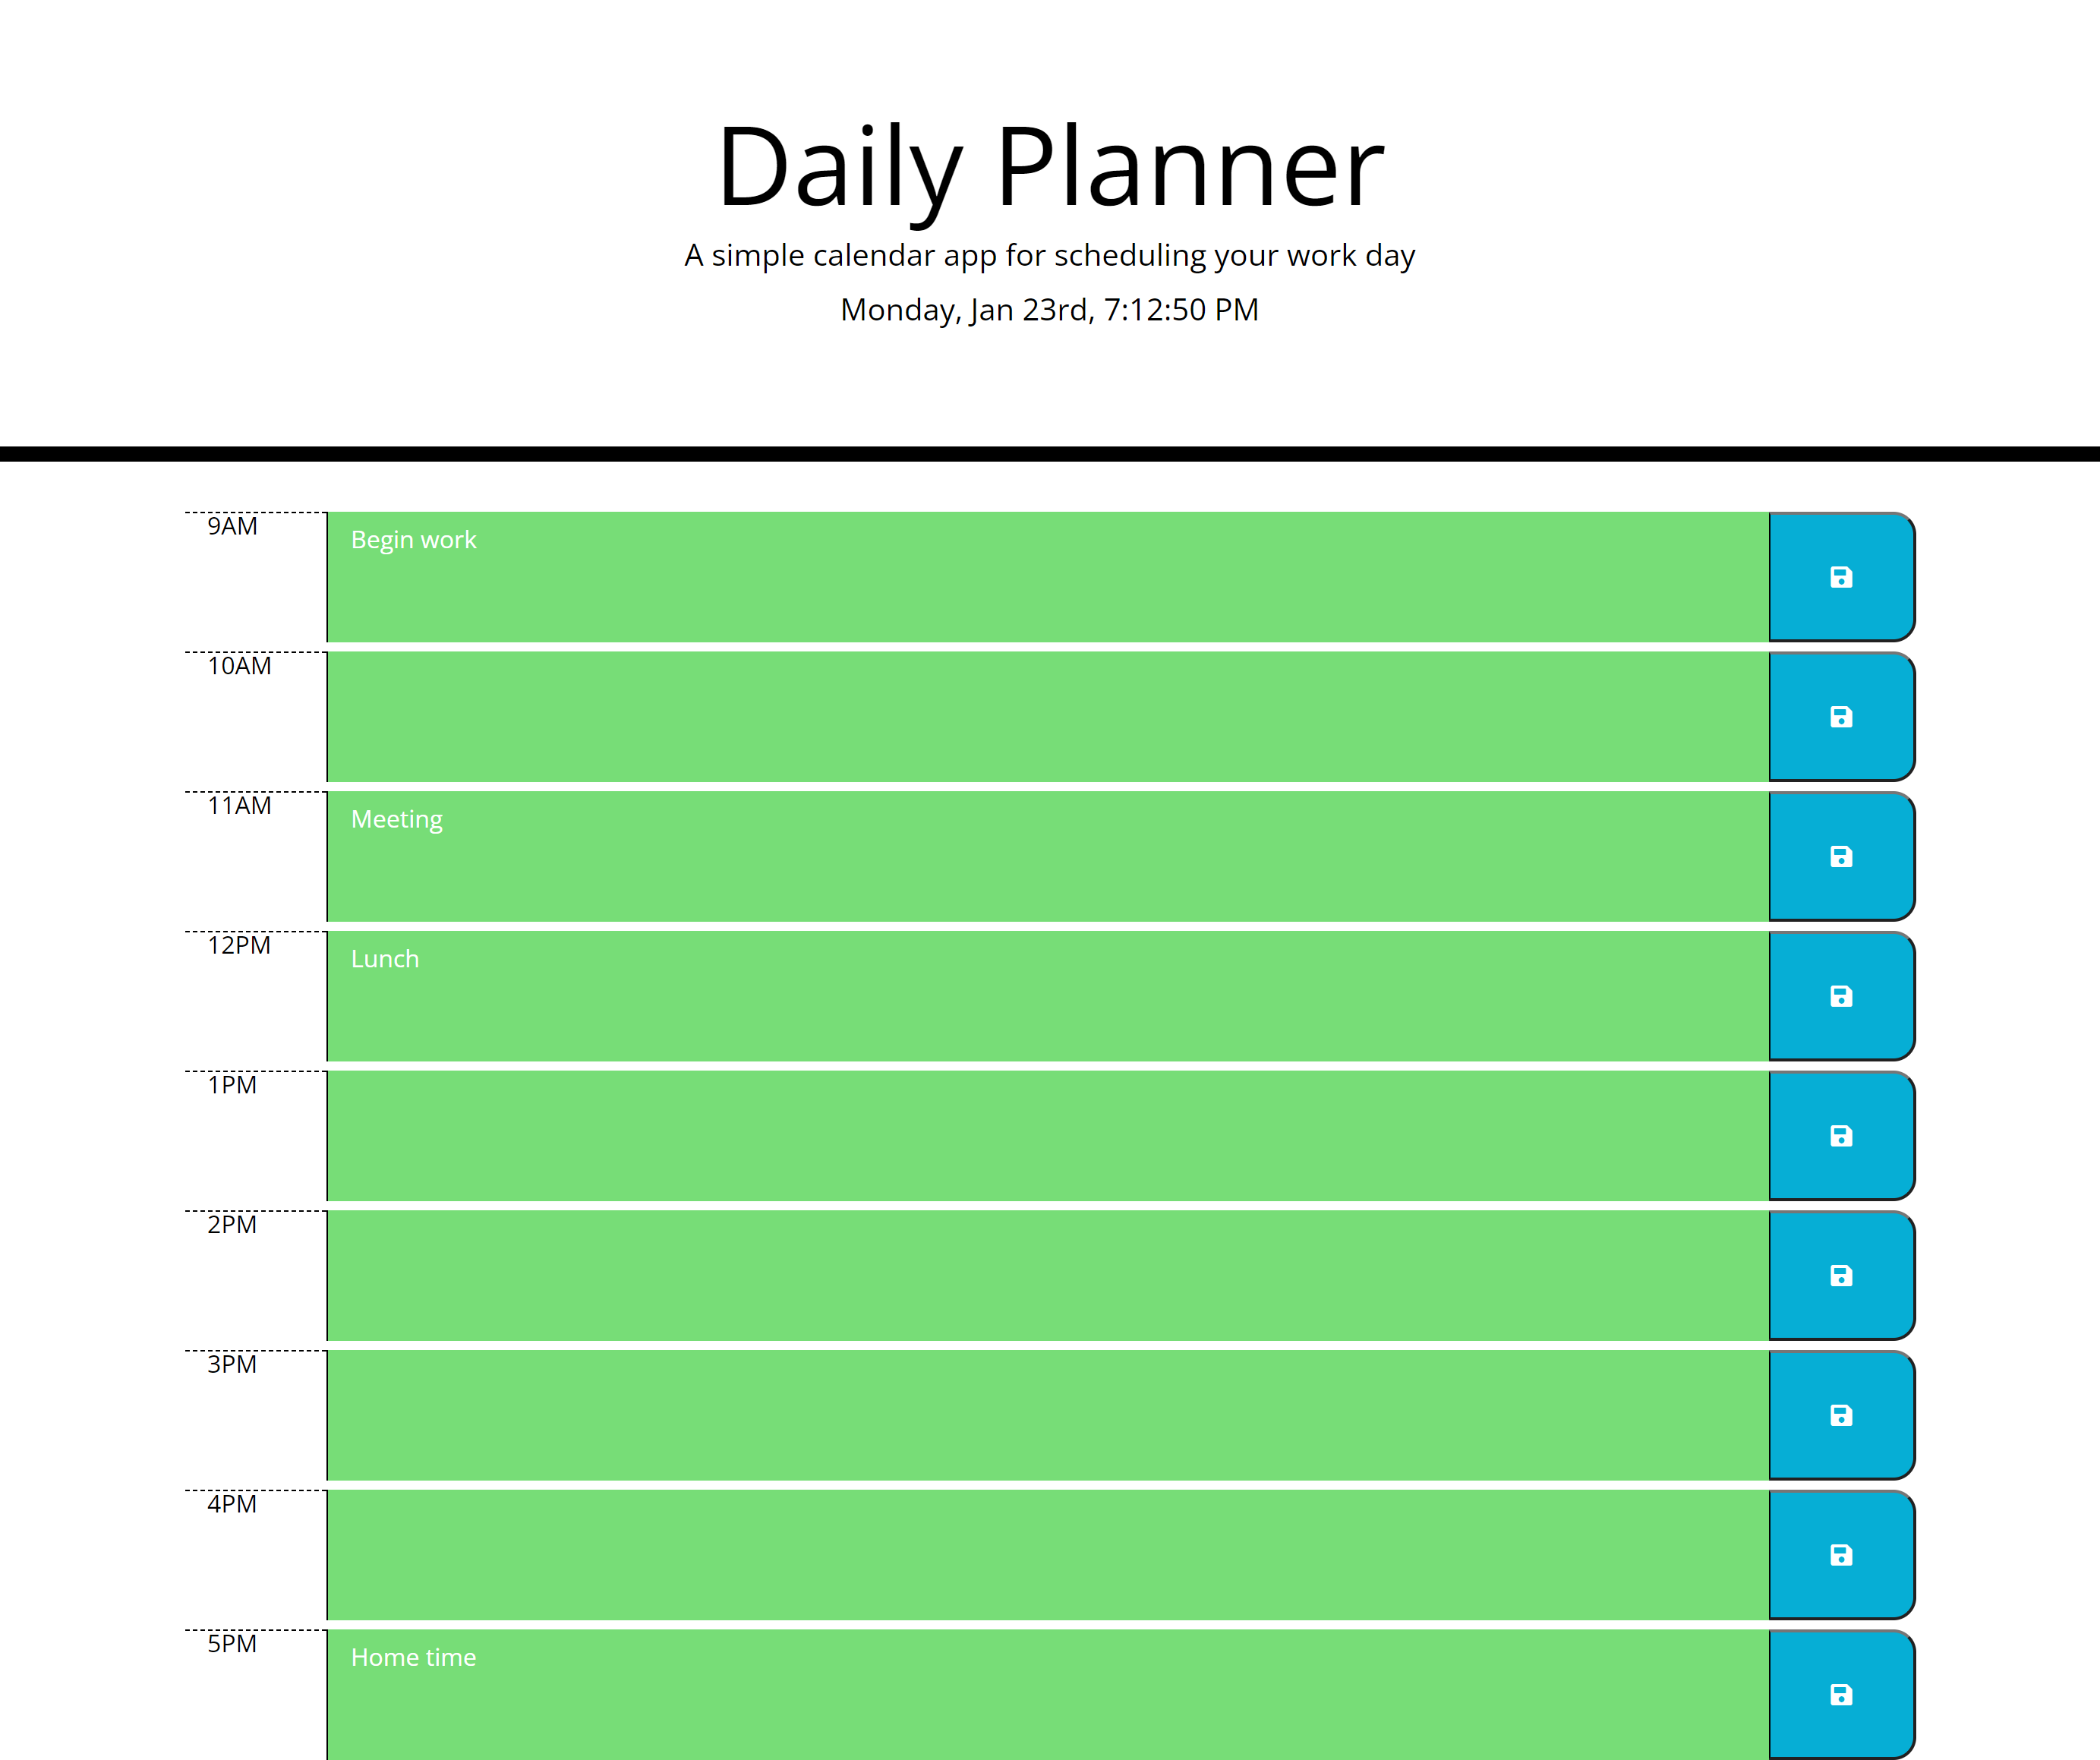 Daily Planner
A simple calendar app for scheduling your work day
Monday, Jan 23rd, 7:12:50 PM
9AM
Begin work
10AM
11AM
Meeting
12PM
Lunch
1PM
2PM
3PM
4PM
5PM
Home time